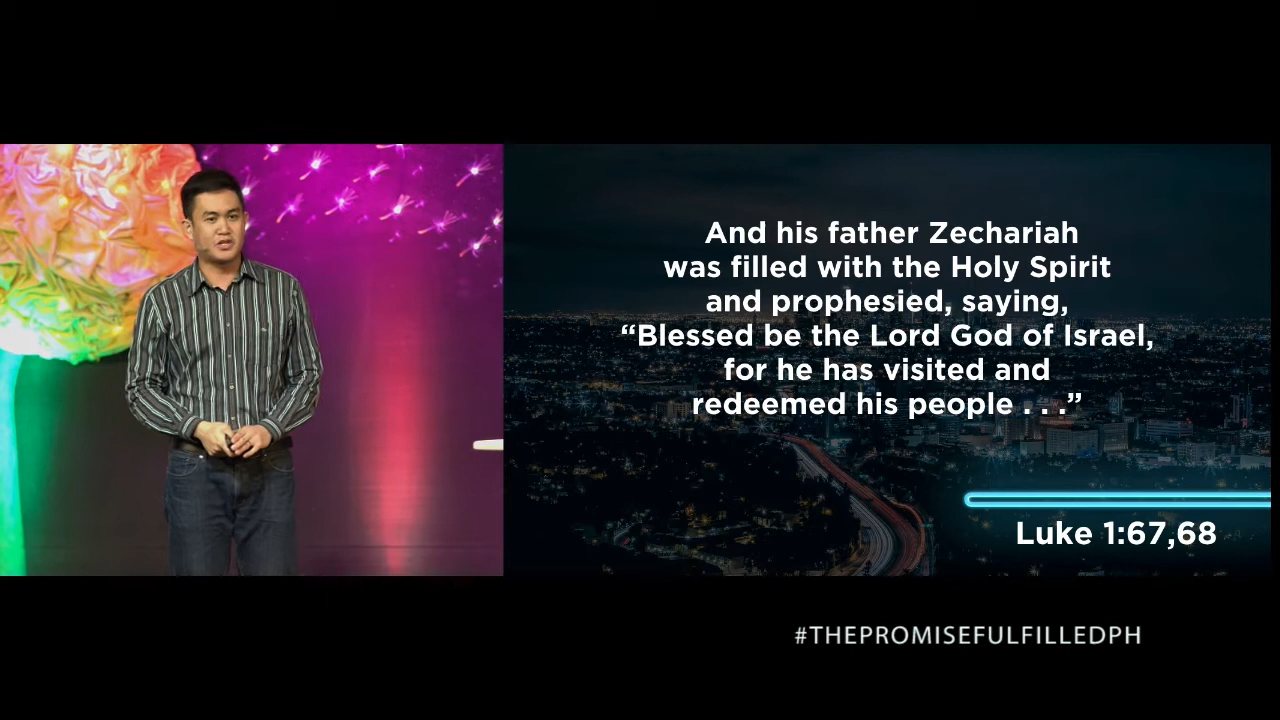 And his father Zechariah
was filled with the Holy Spirit
and prophesied, saying,
“Blessed be the Lord God of Israel,
for he has visited and
redeemed his people . . .”
Luke 1:67,68
#THEPROMISEFULFILLEDPH